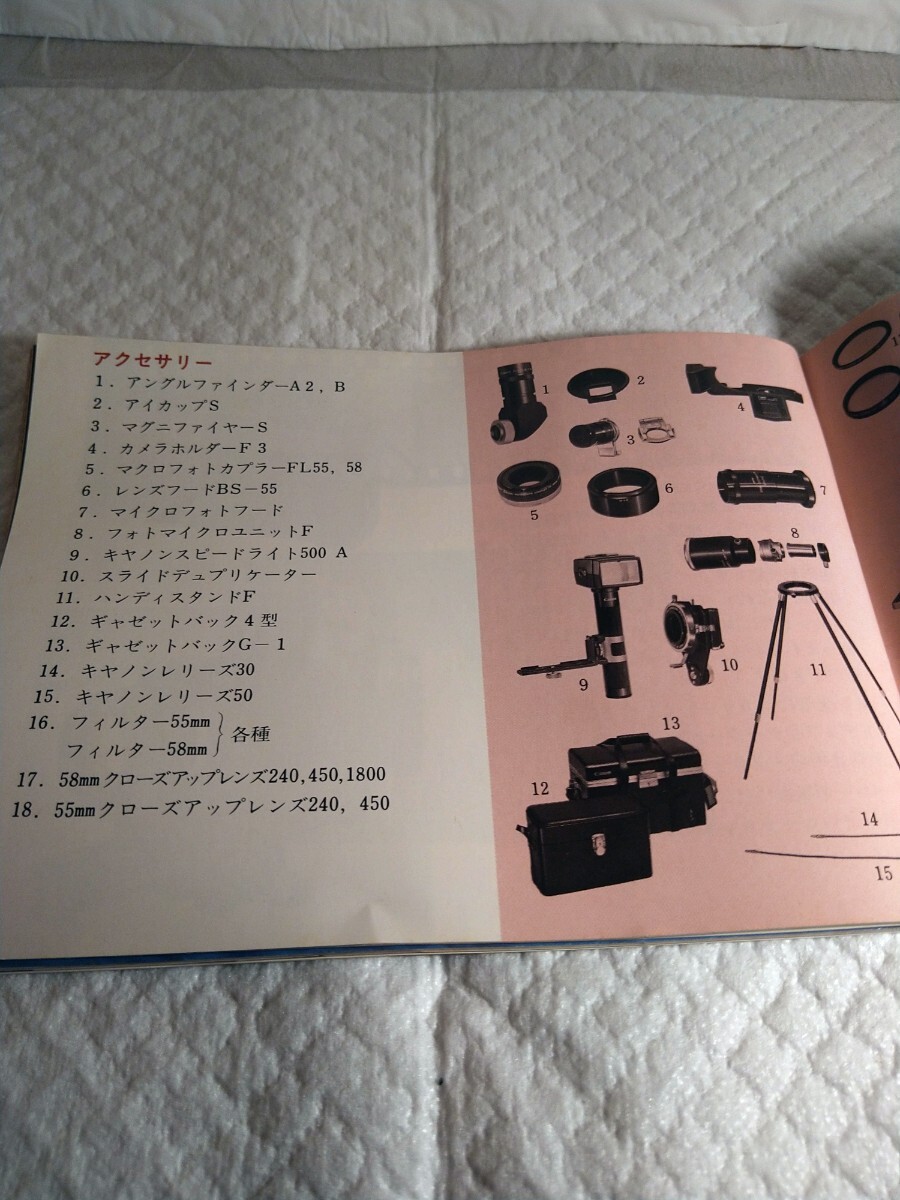 アクセサリー
1．アングルファインダーA２，B
2．アイカップS
3．マグニファイヤーS
4．カメラホルダーF３
5．マクロフォトカプラーFL55，58
6．レンズフードBS－55
7．マイクロフォトフード
8．フォトマイクロユニットF
9．キヤノンスピードライト500 A
10．スライドデュプリケーター
11．ハンディスタンドF
12．ギャゼットバック４型
13．ギャゼットバックG－1
14．キヤノンレリーズ30
15．キヤノンレリーズ50
16．フィルター55mm
フィルター58mm
各種
17．58mmクローズアップレンズ240,450,1800
18．55mmクローズアップレンズ240，450
1
2
3
4
5
6
7
8
9
10
11
12
13
14
15
Canon